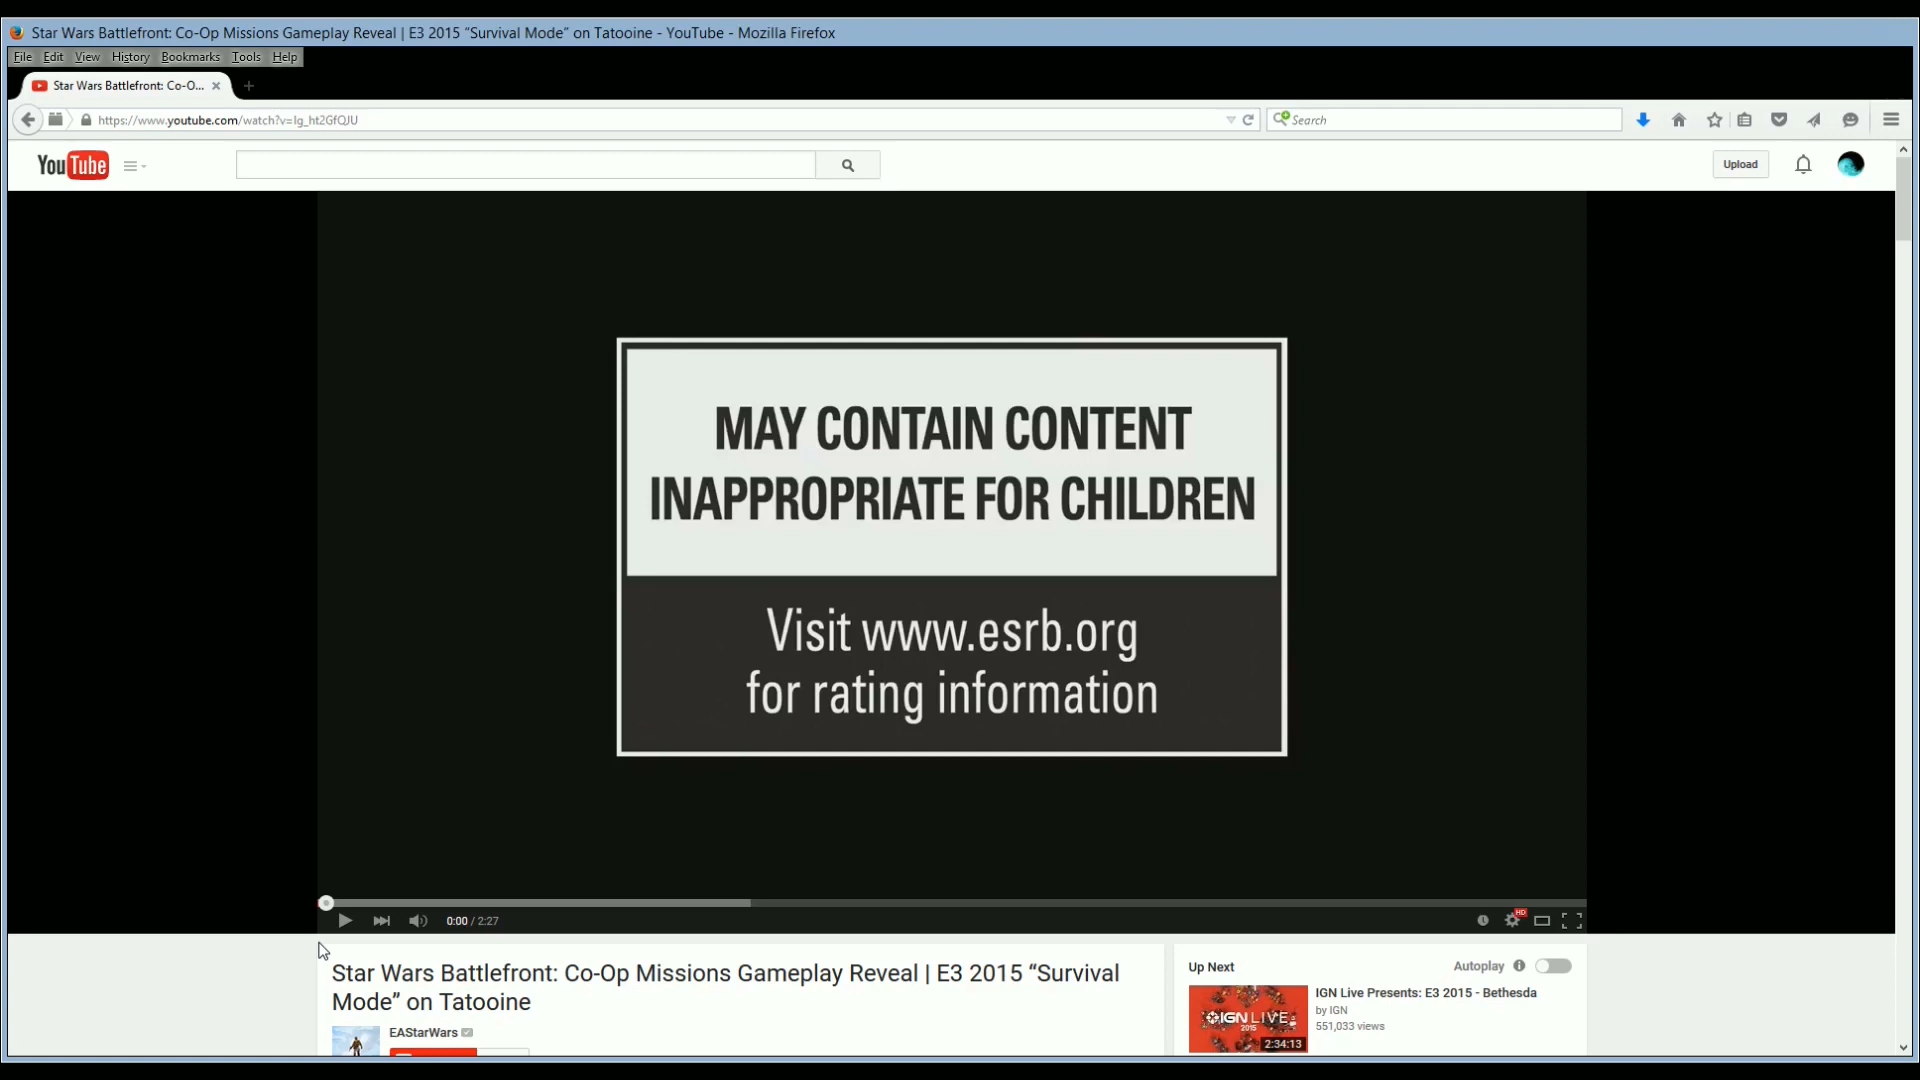 Star Wars Battlefront: Co-Op Missions Gameplay Reveal | E3 2015 “Survival Mode” on Tatooine - YouTube - Mozilla Firefox
File Edit View History Bookmarks Tools Help
Star Wars Battlefront: Co-O...
https://www.youtube.com/watch?v=Ig_ht2GfQJU
Search
YouTube
Upload
MAY CONTAIN CONTENT
INAPPROPRIATE FOR CHILDREN
Visit www.esrb.org
for rating information
0:00 / 2:27
HD
Star Wars Battlefront: Co-Op Missions Gameplay Reveal | E3 2015 “Survival
Mode” on Tatooine
EAStarWars
Up Next
Autoplay
IGN LIVE
2015
2:34:13
IGN Live Presents: E3 2015 - Bethesda
by IGN
551,033 views